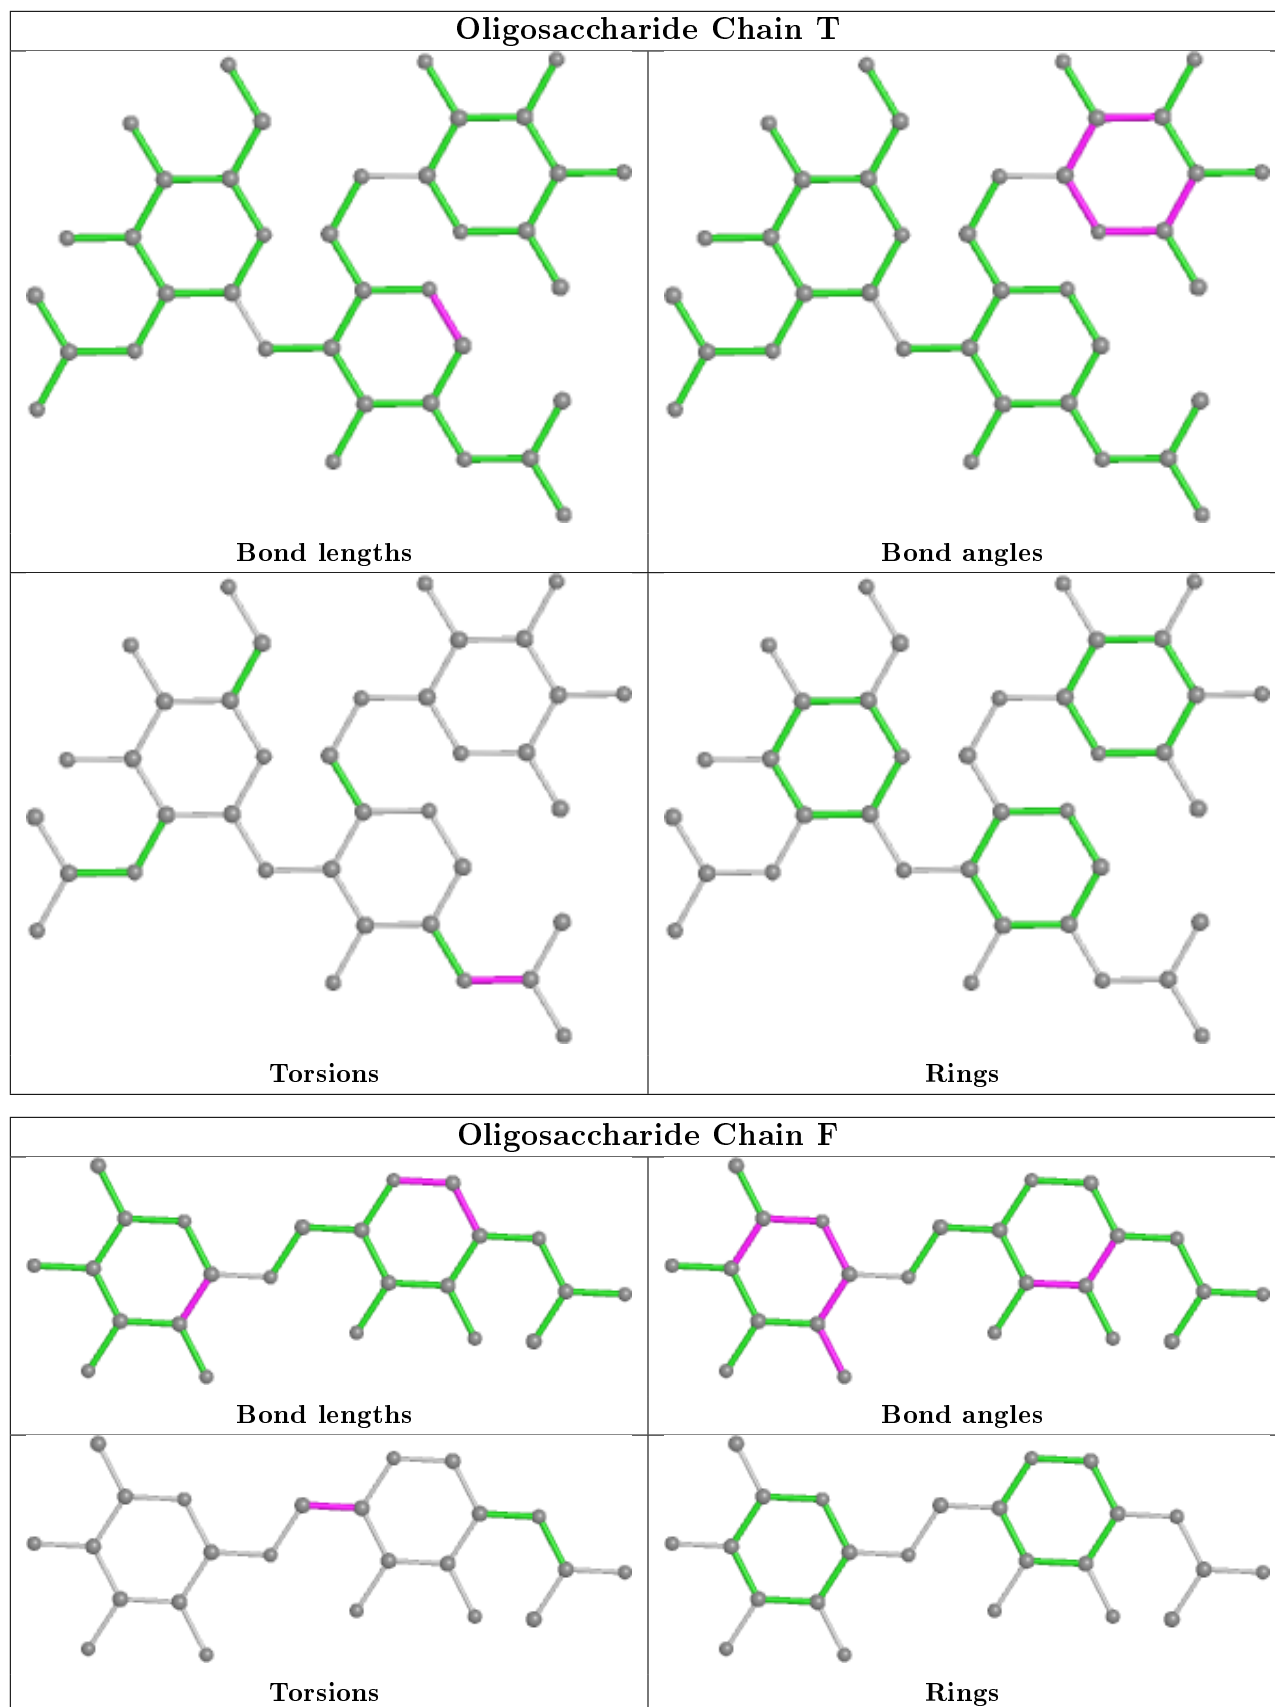 Oligosaccharide Chain T
Bond lengths
Bond angles
Torsions
Rings
Oligosaccharide Chain F
Bond lengths
Bond angles
Torsions
Rings